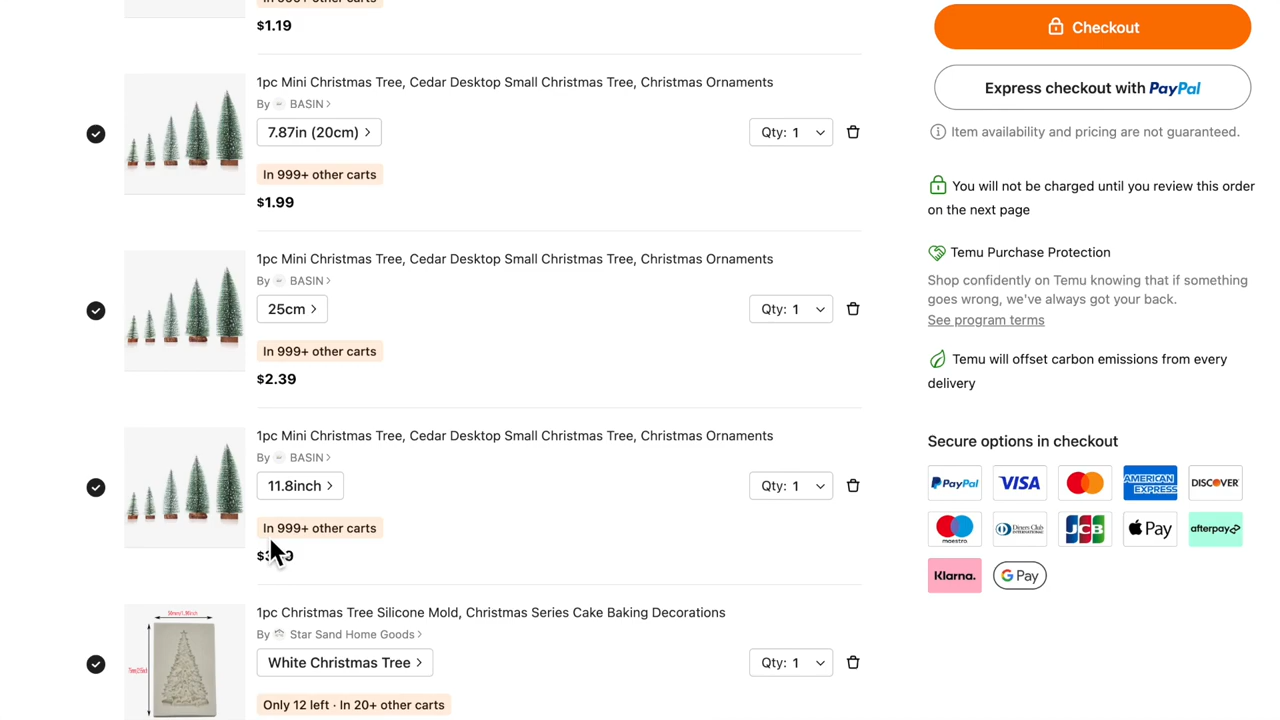 $1.19
1pc Mini Christmas Tree, Cedar Desktop Small Christmas Tree, Christmas Ornaments
By BASIN >
7.87in (20cm) >
Qty: 1
In 999+ other carts
$1.99
1pc Mini Christmas Tree, Cedar Desktop Small Christmas Tree, Christmas Ornaments
By BASIN >
25cm >
Qty: 1
In 999+ other carts
$2.39
1pc Mini Christmas Tree, Cedar Desktop Small Christmas Tree, Christmas Ornaments
By BASIN >
11.8inch >
Qty: 1
In 999+ other carts
1pc Christmas Tree Silicone Mold, Christmas Series Cake Baking Decorations
By Star Sand Home Goods >
White Christmas Tree >
Qty: 1
Only 12 left · In 20+ other carts
Checkout
Express checkout with PayPal
Item availability and pricing are not guaranteed.
You will not be charged until you review this order
on the next page
Temu Purchase Protection
Shop confidently on Temu knowing that if something
goes wrong, we've always got your back.
See program terms
Temu will offset carbon emissions from every
delivery
Secure options in checkout
PayPal
VISA
AMERICAN EXPRESS
DISCOVER
maestro
Diners Club International
JCB
Apple Pay
afterpay
Klarna.
G Pay